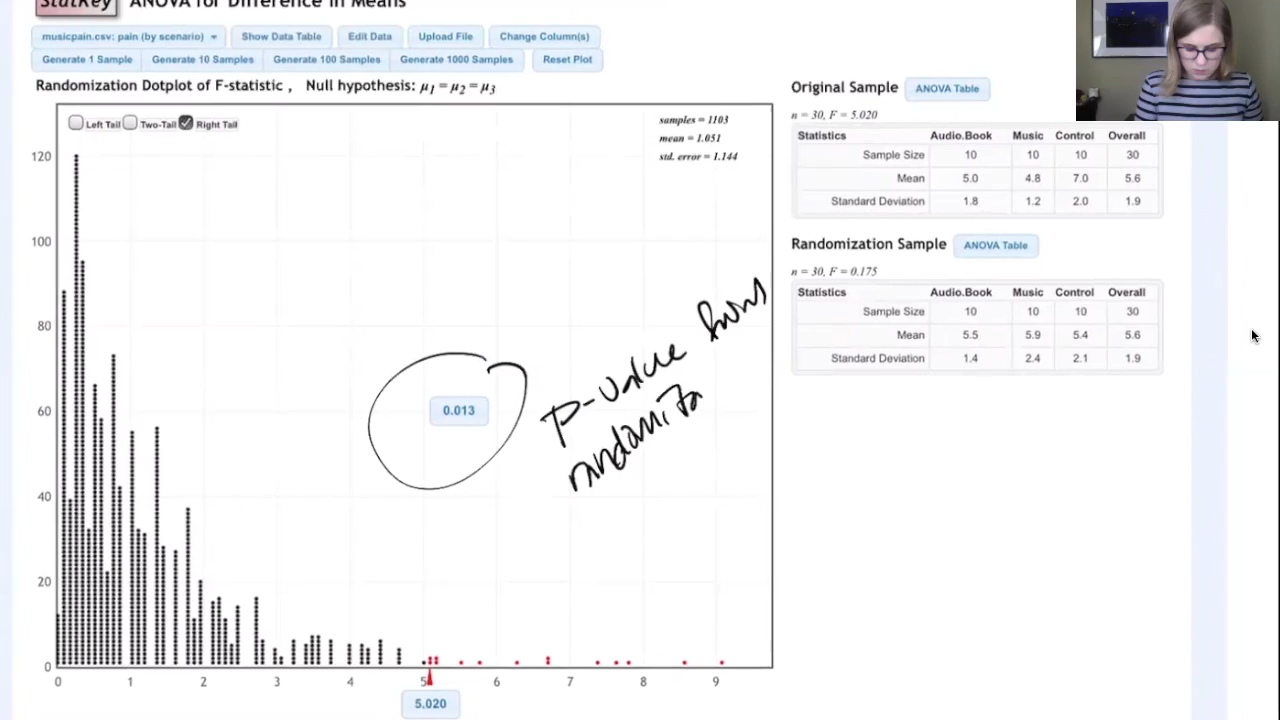 StatKey ANOVA for Difference in Means
musicpain.csv: pain (by scenario) Show Data Table Edit Data Upload File Change Column(s)
Generate 1 Sample Generate 10 Samples Generate 100 Samples Generate 1000 Samples Reset Plot
Randomization Dotplot of F-statistic , Null hypothesis: μ1 = μ2 = μ3
Left Tail Two-Tail Right Tail
samples = 1103
mean = 1.051
std. error = 1.144
120
100
80
60
40
20
0
0.013
p-value from
randomiza
0 1 2 3 4 5 6 7 8 9
5.020
Original Sample ANOVA Table
n = 30, F = 5.020
Statistics Audio.Book Music Control Overall
Sample Size 10 10 10 30
Mean 5.0 4.8 7.0 5.6
Standard Deviation 1.8 1.2 2.0 1.9
Randomization Sample ANOVA Table
n = 30, F = 0.175
Statistics Audio.Book Music Control Overall
Sample Size 10 10 10 30
Mean 5.5 5.9 5.4 5.6
Standard Deviation 1.4 2.4 2.1 1.9